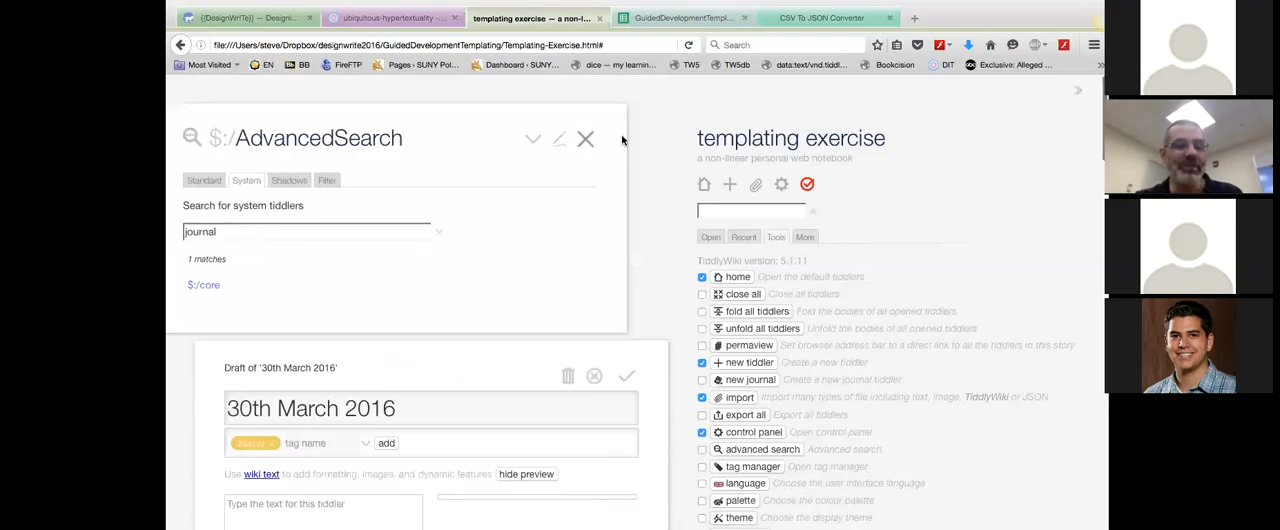 {{DesignWrITe}} — Designi...
ubiquitous-hypertextuality -...
templating exercise — a non-l...
GuidedDevelopmentTempl...
CSV To JSON Converter
file:///Users/steve/Dropbox/designwrite2016/GuidedDevelopmentTemplating/Templating-Exercise.html#
Search
Most Visited
EN
BB
FireFTP
Pages ‹ SUNY Pol...
Dashboard ‹ SUNY...
dice — my learnin...
TW5
TW5db
data:text/vnd.tiddl...
Bookcision
DIT
abc
Exclusive: Alleged ...
$:/AdvancedSearch
Standard
System
Shadows
Filter
Search for system tiddlers
journal
1 matches
$:/core
Draft of '30th March 2016'
30th March 2016
Journal ×
tag name
add
Use wiki text to add formatting, images, and dynamic features
hide preview
Type the text for this tiddler
templating exercise
a non-linear personal web notebook
Open
Recent
Tools
More
TiddlyWiki version: 5.1.11
home Open the default tiddlers
close all Close all tiddlers
fold all tiddlers Fold the bodies of all opened tiddlers
unfold all tiddlers Unfold the bodies of all opened tiddlers
permaview Set browser address bar to a direct link to all the tiddlers in this story
new tiddler Create a new tiddler
new journal Create a new journal tiddler
import Import many types of file including text, image, TiddlyWiki or JSON
export all Export all tiddlers
control panel Open control panel
advanced search Advanced search
tag manager Open tag manager
language Choose the user interface language
palette Choose the colour palette
theme Choose the display theme